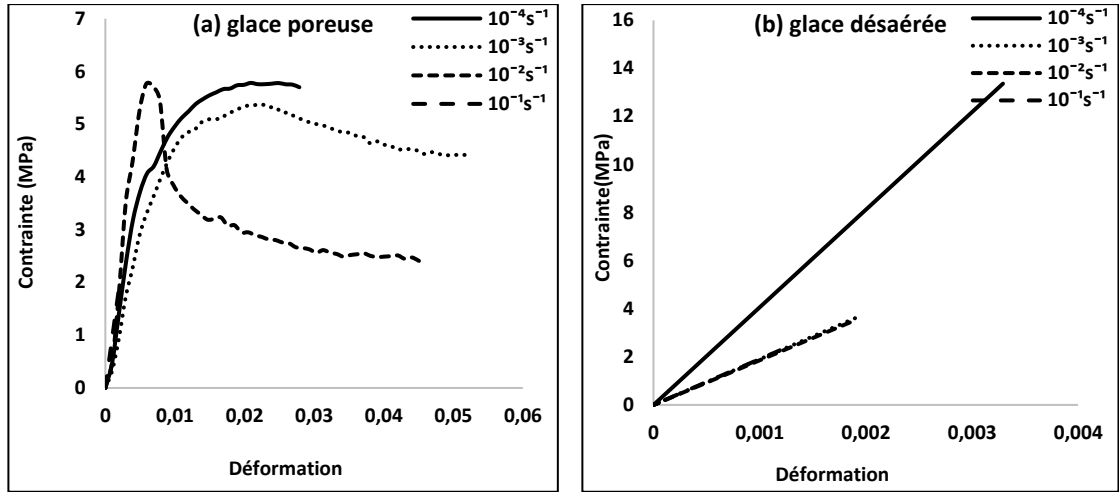 (a) glace poreuse
10⁻⁴s⁻¹
10⁻³s⁻¹
10⁻²s⁻¹
10⁻¹s⁻¹
7
6
5
4
3
2
1
0
Contrainte (MPa)
0
0,01
0,02
0,03
0,04
0,05
0,06
Déformation
(b) glace désaérée
10⁻⁴s⁻¹
10⁻³s⁻¹
10⁻²s⁻¹
10⁻¹s⁻¹
16
14
12
10
8
6
4
2
0
Contrainte(MPa)
0
0,001
0,002
0,003
0,004
Déformation